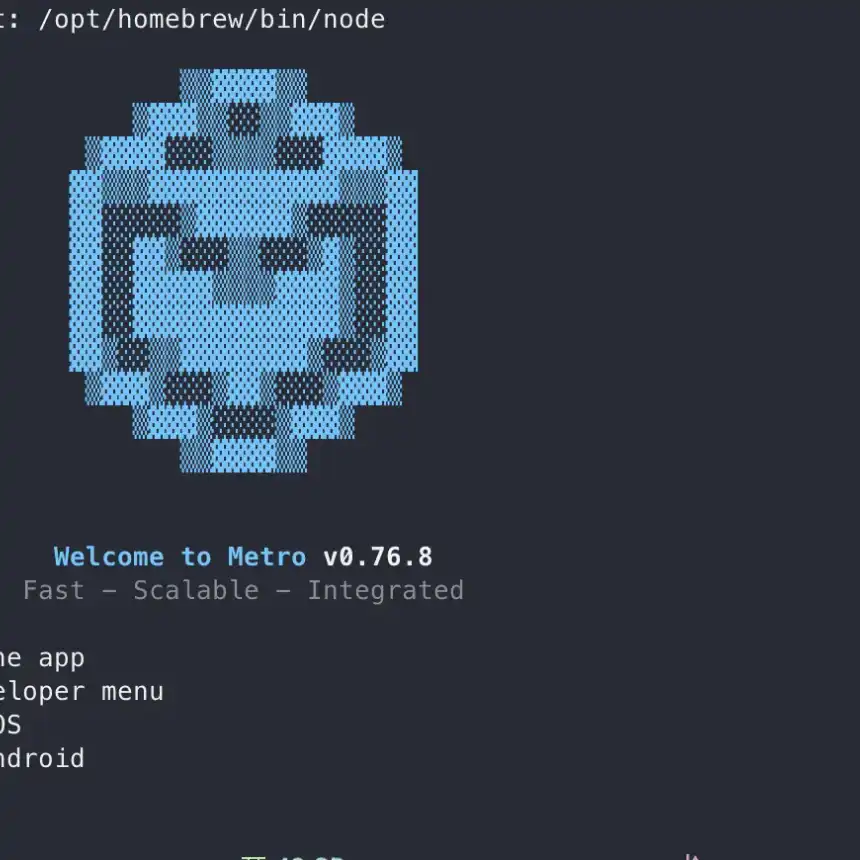 t: /opt/homebrew/bin/node
Welcome to Metro v0.76.8
Fast - Scalable - Integrated
he app
eloper menu
OS
ndroid